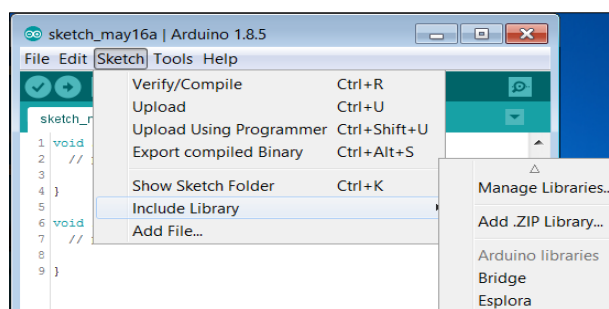 sketch_may16a | Arduino 1.8.5
File Edit Sketch Tools Help
Verify/Compile Ctrl+R
Upload Ctrl+U
Upload Using Programmer Ctrl+Shift+U
Export compiled Binary Ctrl+Alt+S
Show Sketch Folder Ctrl+K
Include Library
Add File...
sketch_
1 void
2 //
3
4 }
5
6 void
7 //
8
9 }
Manage Libraries..
Add .ZIP Library...
Arduino libraries
Bridge
Esplora